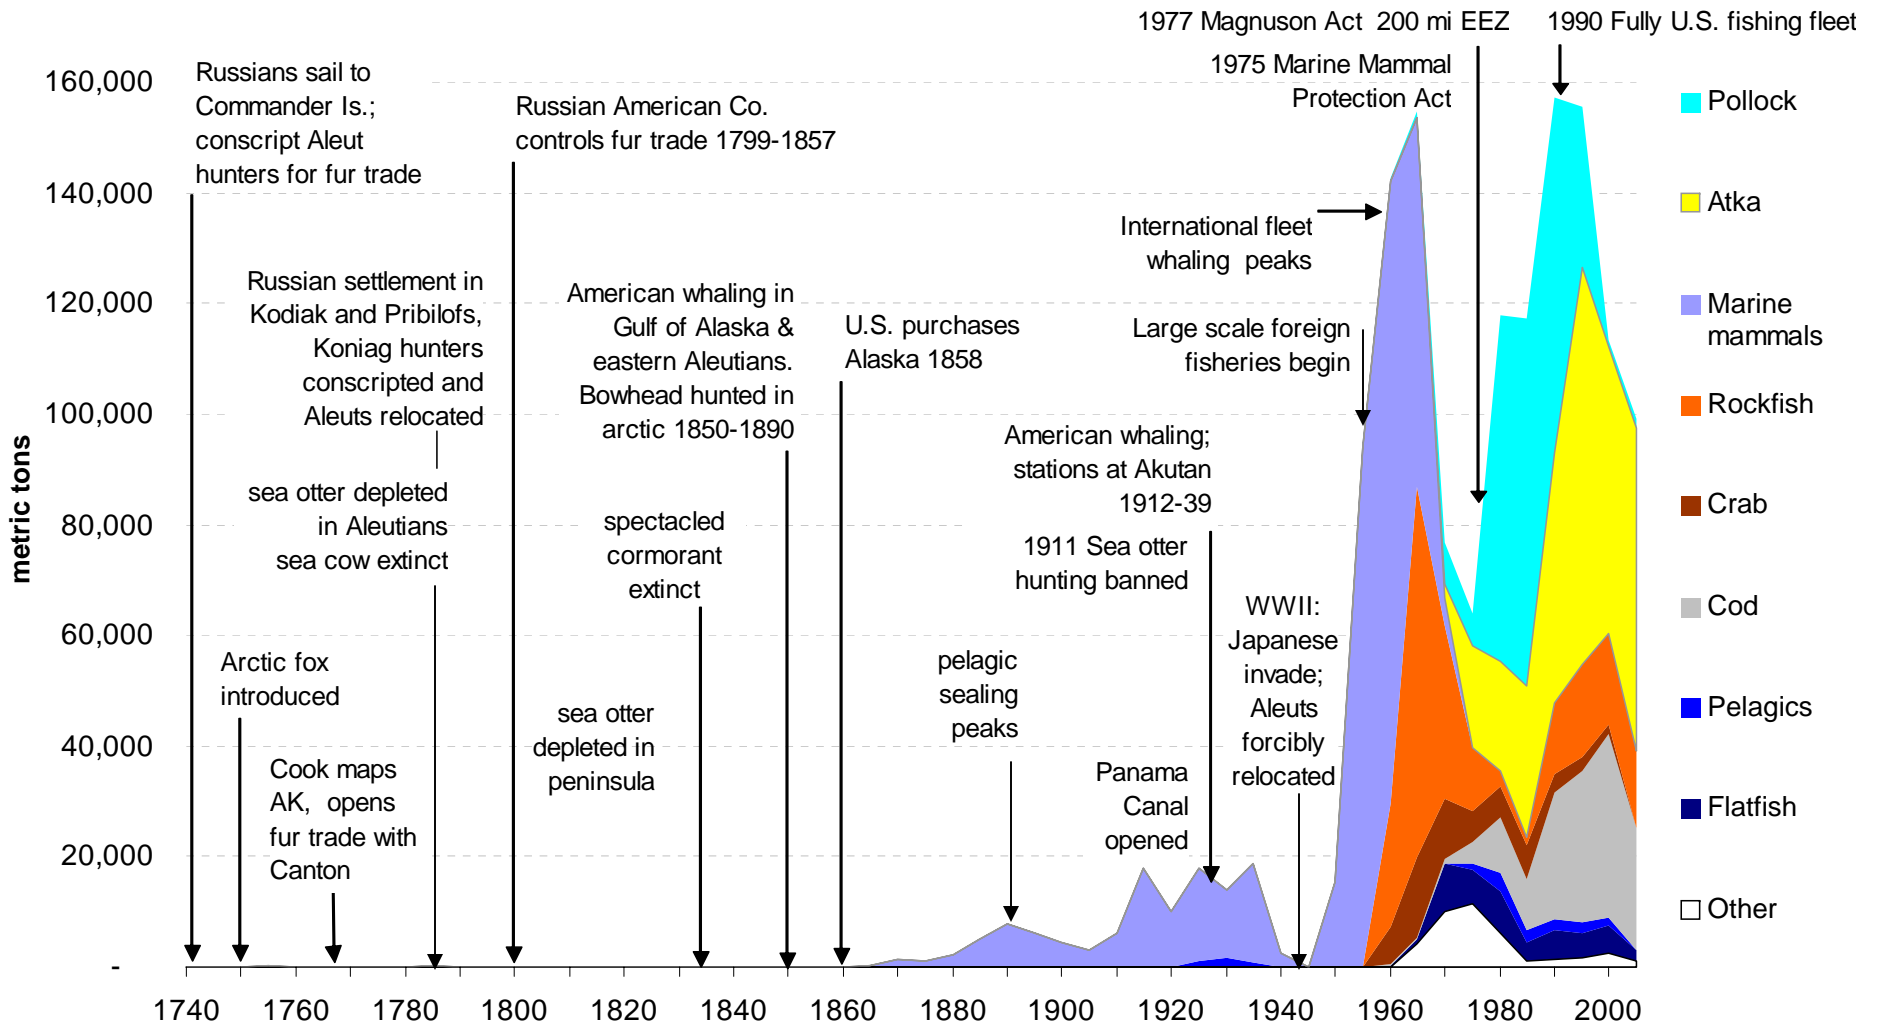 1977 Magnuson Act  200 mi EEZ
1990 Fully U.S. fishing fleet
1975 Marine Mammal
Protection Act
metric tons
160,000
140,000
120,000
100,000
80,000
60,000
40,000
20,000
-
Russians sail to
Commander Is.;
conscript Aleut
hunters for fur trade
Russian American Co.
controls fur trade 1799-1857
Russian settlement in
Kodiak and Pribilofs,
Koniag hunters
conscripted and
Aleuts relocated
sea otter depleted
in Aleutians
sea cow extinct
Arctic fox
introduced
Cook maps
AK,  opens
fur trade with
Canton
American whaling in
Gulf of Alaska &
eastern Aleutians.
Bowhead hunted in
arctic 1850-1890
spectacled
cormorant
extinct
sea otter
depleted in
peninsula
U.S. purchases
Alaska 1858
pelagic
sealing
peaks
American whaling;
stations at Akutan
1912-39
1911 Sea otter
hunting banned
Panama
Canal
opened
WWII:
Japanese
invade;
Aleuts
forcibly
relocated
International fleet
whaling  peaks
Large scale foreign
fisheries begin
1740
1760
1780
1800
1820
1840
1860
1880
1900
1920
1940
1960
1980
2000
Pollock
Atka
Marine
mammals
Rockfish
Crab
Cod
Pelagics
Flatfish
Other